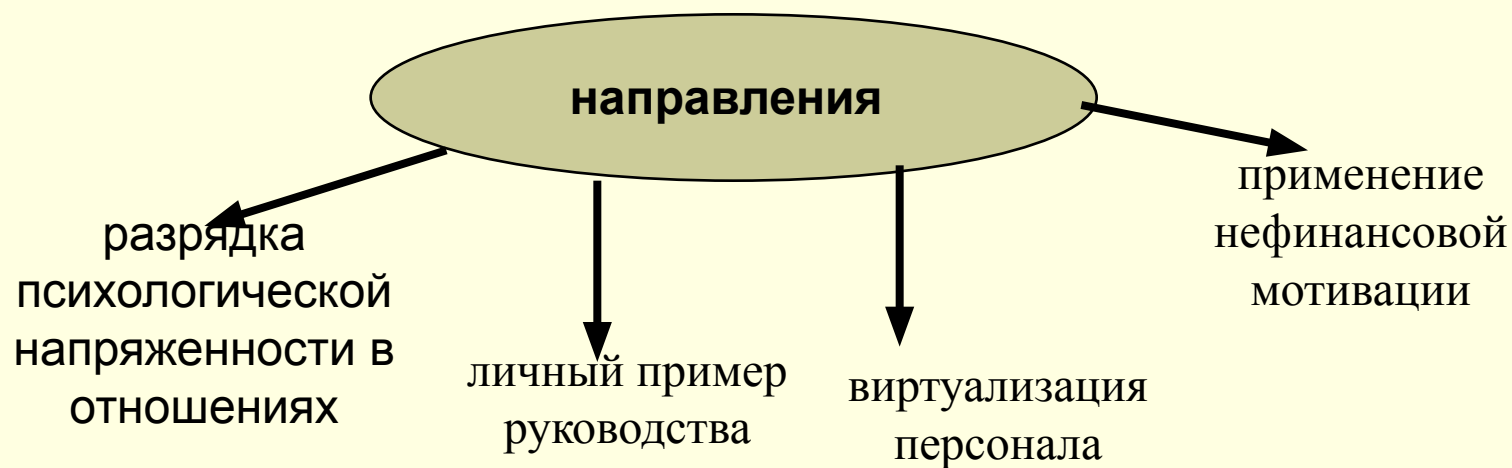 направления
разрядка
психологической
напряженности в
отношениях
личный пример
руководства
виртуализация
персонала
применение
нефинансовой
мотивации